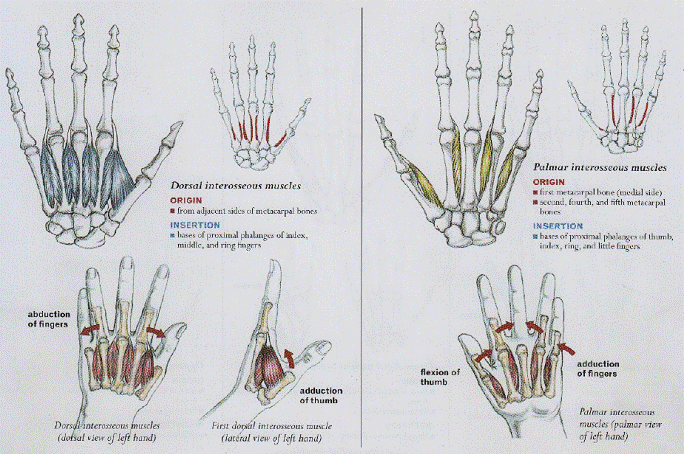 Dorsal interosseous muscles
ORIGIN
from adjacent sides of metacarpal bones
INSERTION
bases of proximal phalanges of index,
middle, and ring fingers
abduction
of fingers
adduction
of thumb
Dorsal interosseous muscles
(dorsal view of left hand)
First dorsal interosseous muscle
(lateral view of left hand)
Palmar interosseous muscles
ORIGIN
first metacarpal bone (medial side)
second, fourth, and fifth metacarpal
bones
INSERTION
bases of proximal phalanges of thumb,
index, ring, and little fingers
flexion of
thumb
adduction
of fingers
Palmar interosseous
muscles (palmar view
of left hand)